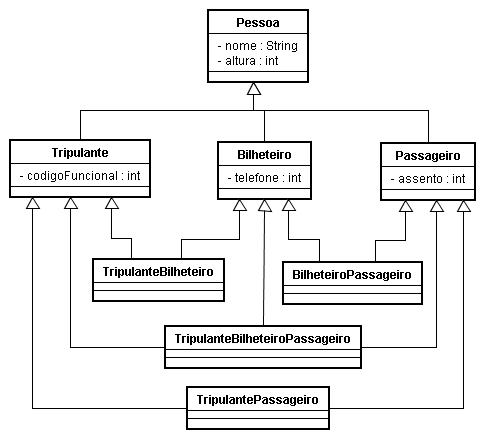 Pessoa
- nome : String
- altura : int
Tripulante
- codigoFuncional : int
Bilheteiro
- telefone : int
Passageiro
- assento : int
TripulanteBilheteiro
BilheteiroPassageiro
TripulanteBilheteiroPassageiro
TripulantePassageiro